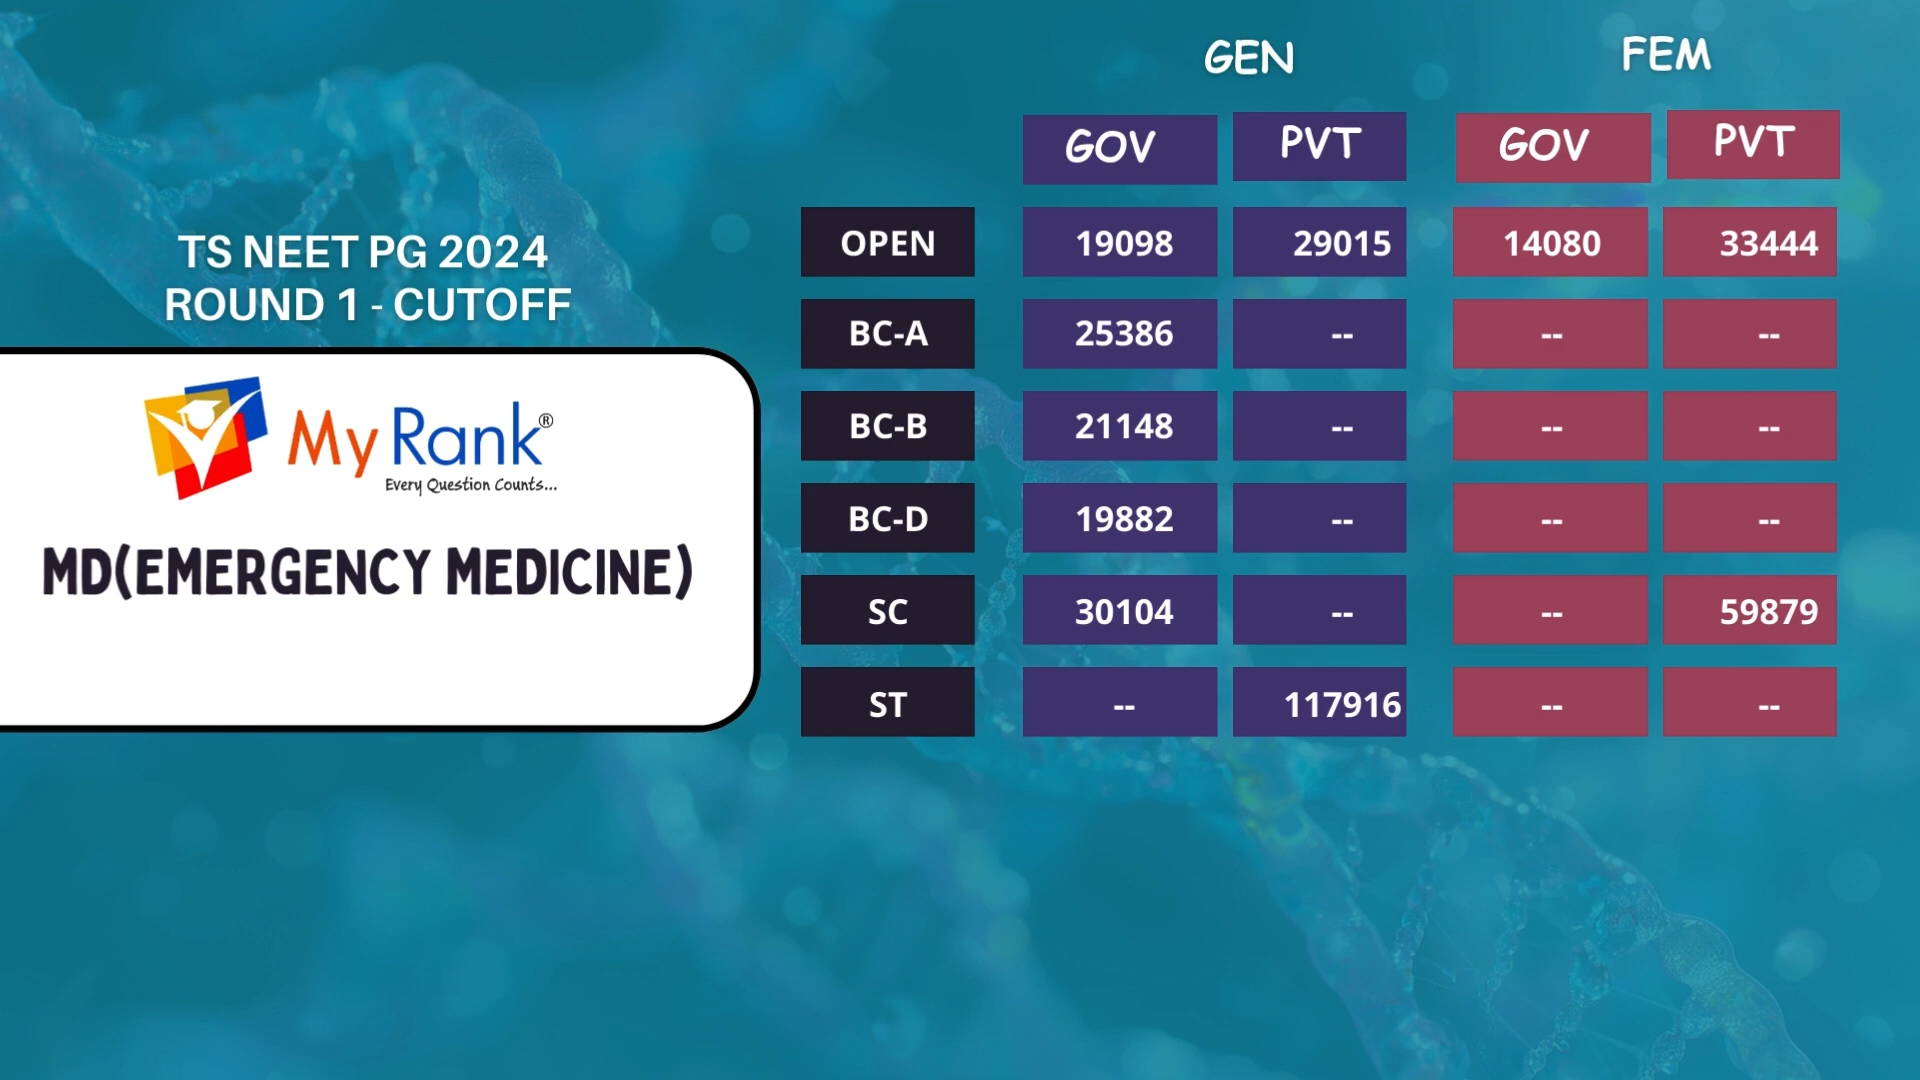 TS NEET PG 2024
ROUND 1 - CUTOFF
My Rank®
Every Question Counts...
MD(EMERGENCY MEDICINE)
GEN FEM
GOV PVT GOV PVT
OPEN 19098 29015 14080 33444
BC-A 25386 -- -- --
BC-B 21148 -- -- --
BC-D 19882 -- -- --
SC 30104 -- -- 59879
ST -- 117916 -- --